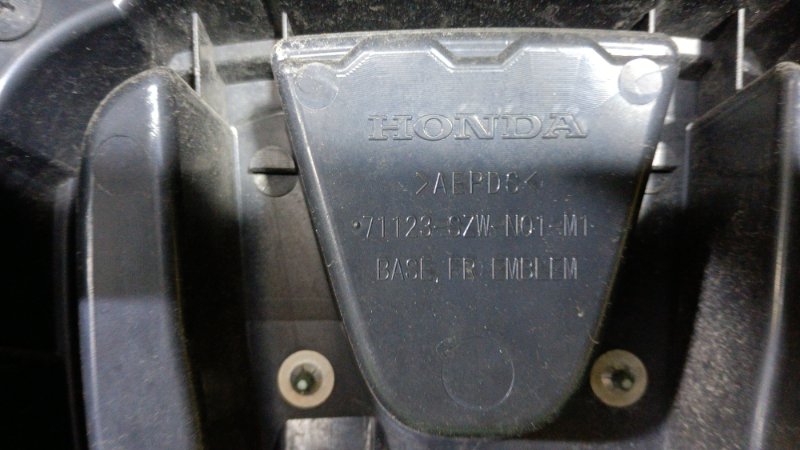 HONDA
>AEPDS<
71123-SZW-N01-M1
BASE, FR EMBLEM